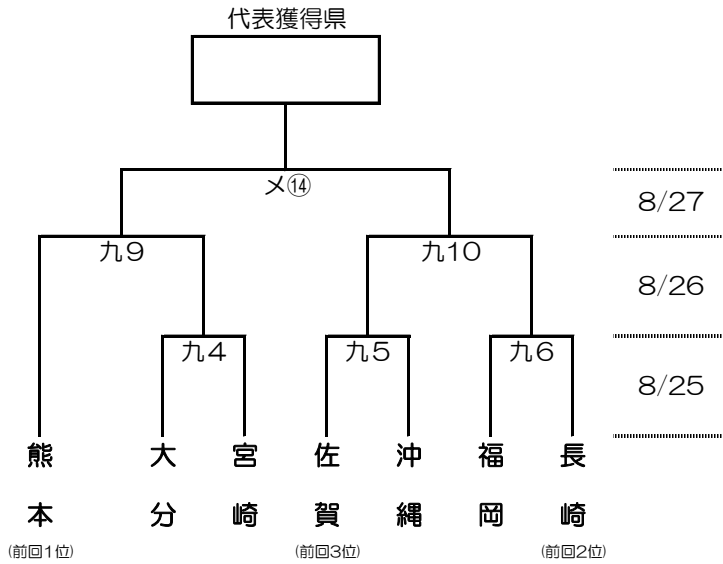 代表獲得県
メ⑭
8/27
九9
九10
8/26
九4
九5
九6
8/25
熊本
大分
宮崎
佐賀
沖縄
福岡
長崎
(前回1位)
(前回3位)
(前回2位)